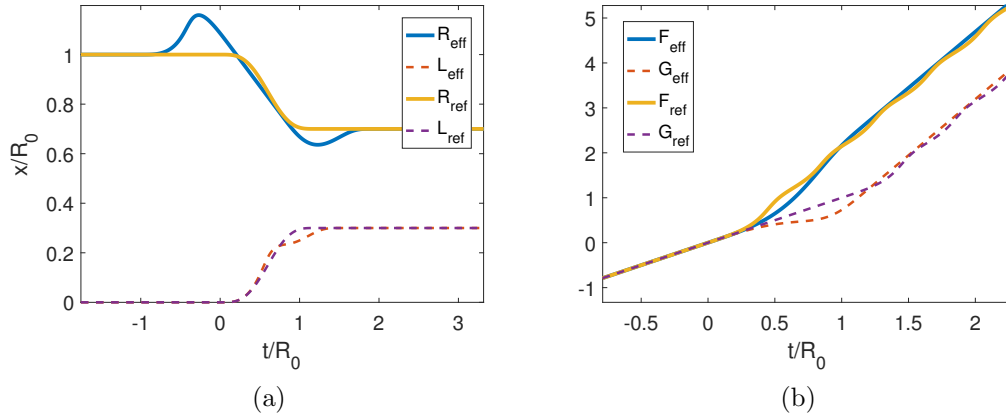 1
0.8
0.6
0.4
0.2
0
x/R0
-1 0 1 2 3
t/R0
Reff
Leff
Rref
Lref
(a)
5
4
3
2
1
0
-1
-0.5 0 0.5 1 1.5 2
t/R0
Feff
Geff
Fref
Gref
(b)